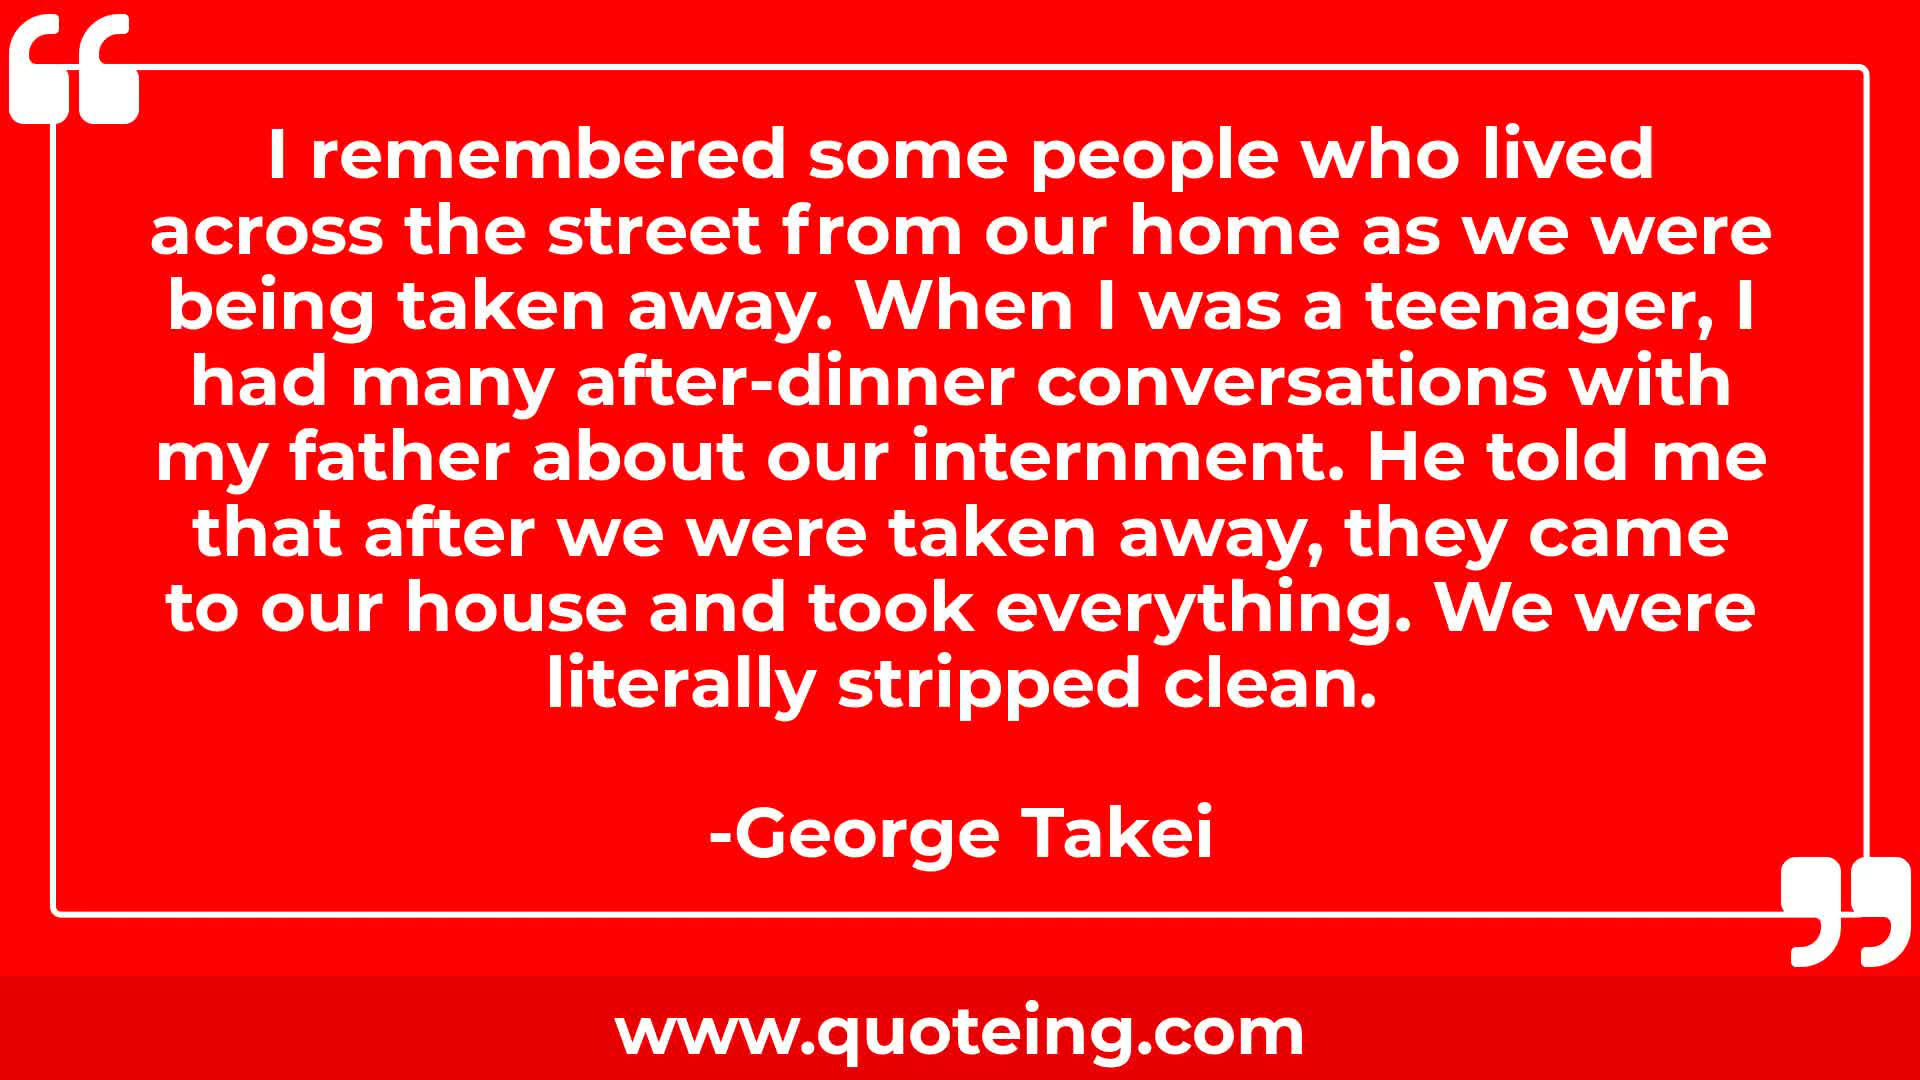 I remembered some people who lived
across the street from our home as we were
being taken away. When I was a teenager, I
had many after-dinner conversations with
my father about our internment. He told me
that after we were taken away, they came
to our house and took everything. We were
literally stripped clean.
-George Takei
www.quoteing.com